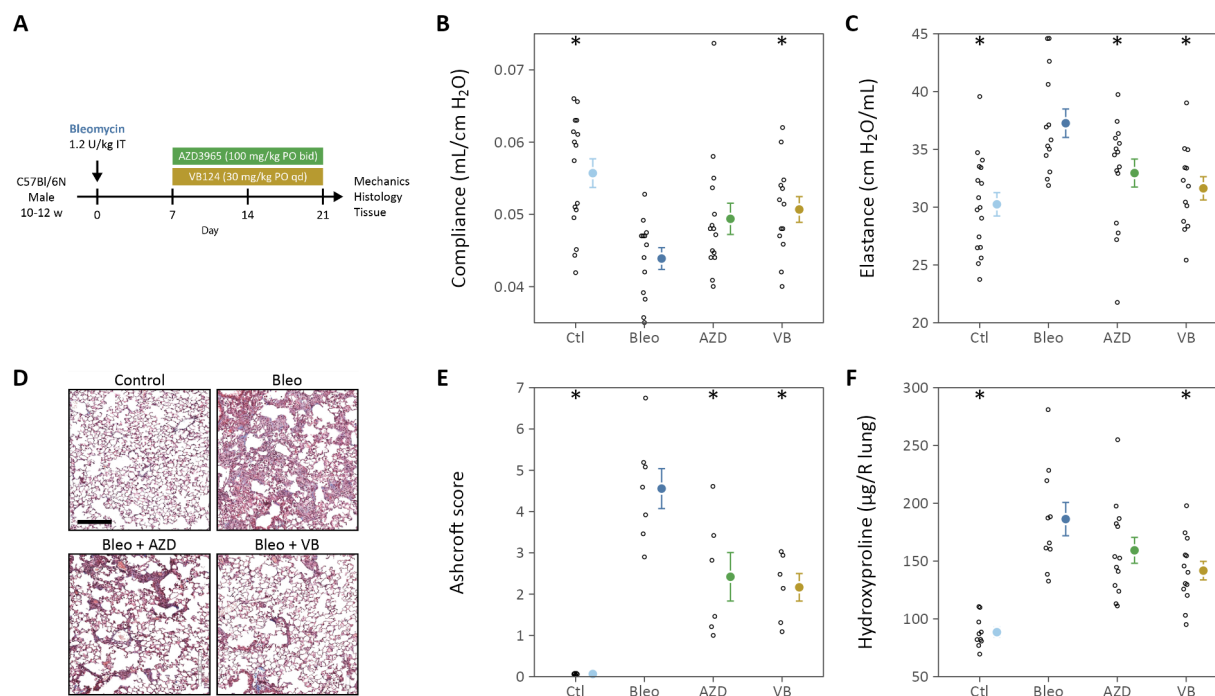 A
Bleomycin
1.2 U/kg IT
AZD3965 (100 mg/kg PO bid)
VB124 (30 mg/kg PO qd)
C57Bl/6N
Male
10-12 w
0
7
14
21
Day
Mechanics
Histology
Tissue
B
Compliance (mL/cm H₂O)
0.07
0.06
0.05
0.04
*
*
Ctl
Bleo
AZD
VB
C
Elastance (cm H₂O/mL)
45
40
35
30
25
20
*
*
*
Ctl
Bleo
AZD
VB
D
Control
Bleo
Bleo + AZD
Bleo + VB
E
Ashcroft score
7
6
5
4
3
2
1
0
*
*
*
Ctl
Bleo
AZD
VB
F
Hydroxyproline (µg/R lung)
300
250
200
150
100
50
*
*
Ctl
Bleo
AZD
VB